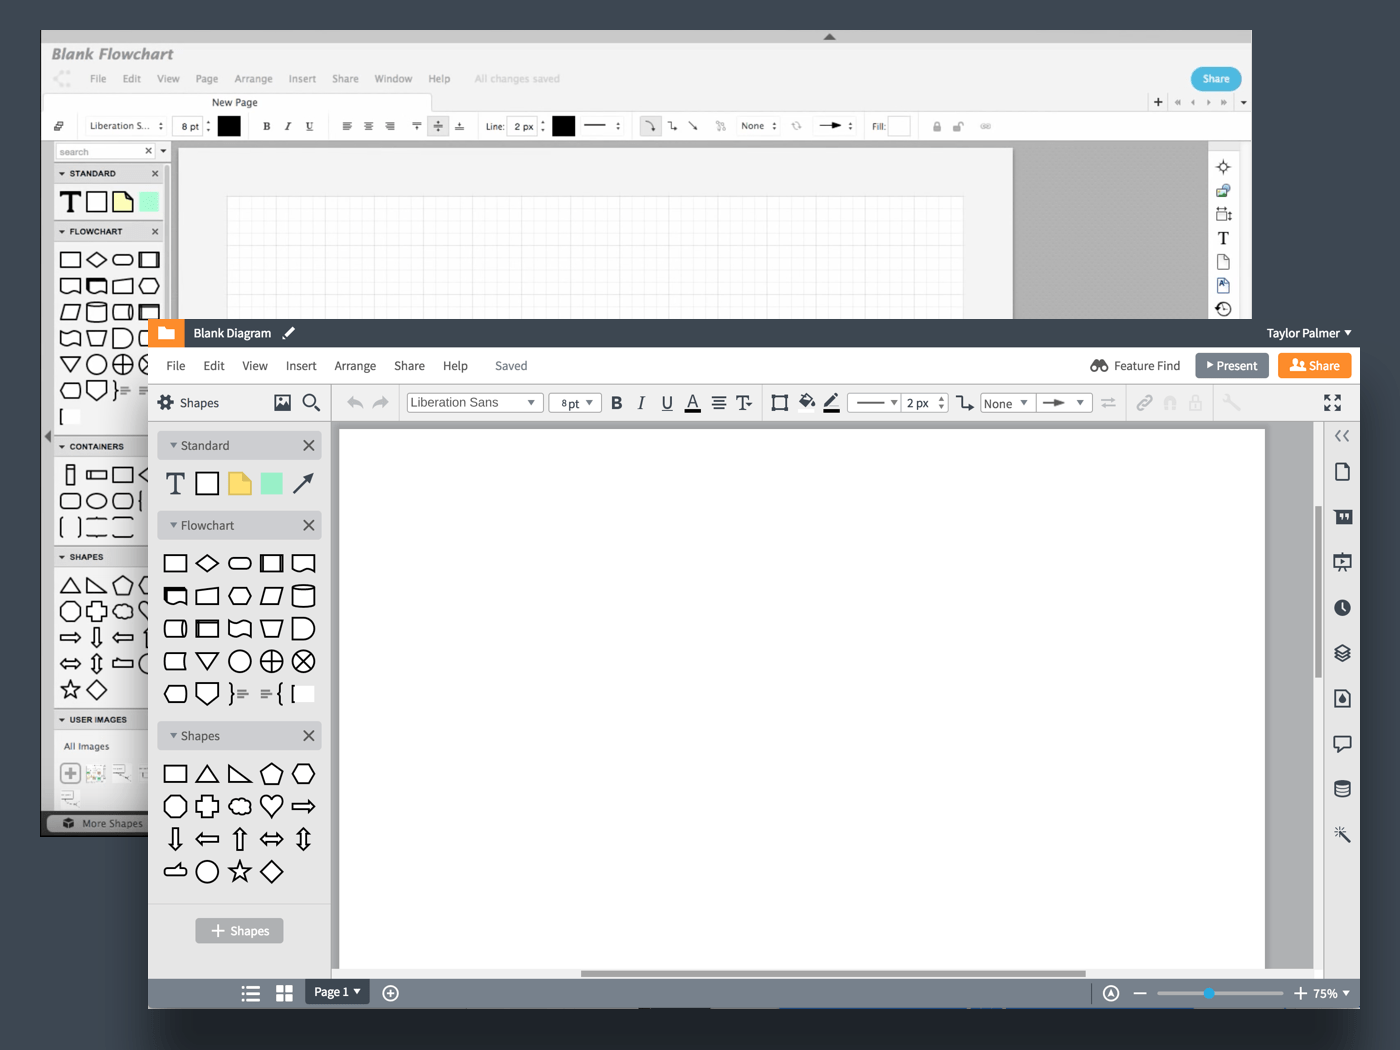 Blank Flowchart
File Edit View Page Arrange Insert Share Window Help All changes saved
Share
New Page
Liberation S... 8 pt B I U Line: 2 px None Fill:
search
STANDARD
T
FLOWCHART
CONTAINERS
SHAPES
USER IMAGES
All Images
More Shapes
T
Blank Diagram
Taylor Palmer
File Edit View Insert Arrange Share Help Saved
Feature Find
Present
Share
Shapes
Liberation Sans 8 pt B I U A T 2 px None
Standard
T
Flowchart
Shapes
+ Shapes
Page 1
75%